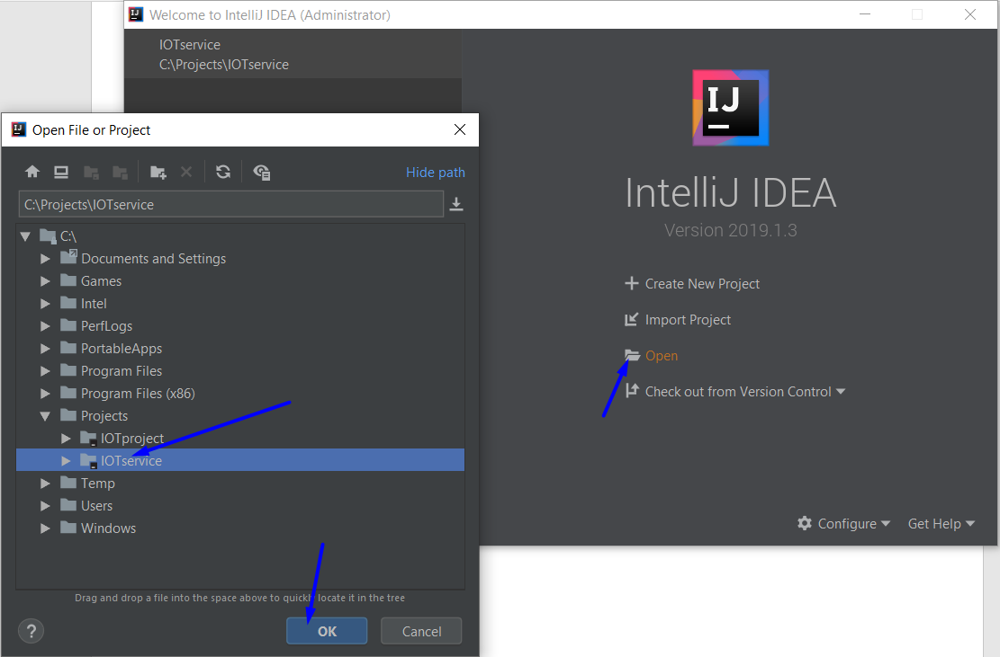 Welcome to IntelliJ IDEA (Administrator)
IOTservice
C:\Projects\IOTservice
IJ
IntelliJ IDEA
Version 2019.1.3
Create New Project
Import Project
Open
Check out from Version Control
Configure
Get Help
Open File or Project
Hide path
C:\Projects\IOTservice
C:\
Documents and Settings
Games
Intel
PerfLogs
PortableApps
Program Files
Program Files (x86)
Projects
IOTproject
IOTservice
Temp
Users
Windows
Drag and drop a file into the space above to quickly locate it in the tree
?
OK
Cancel